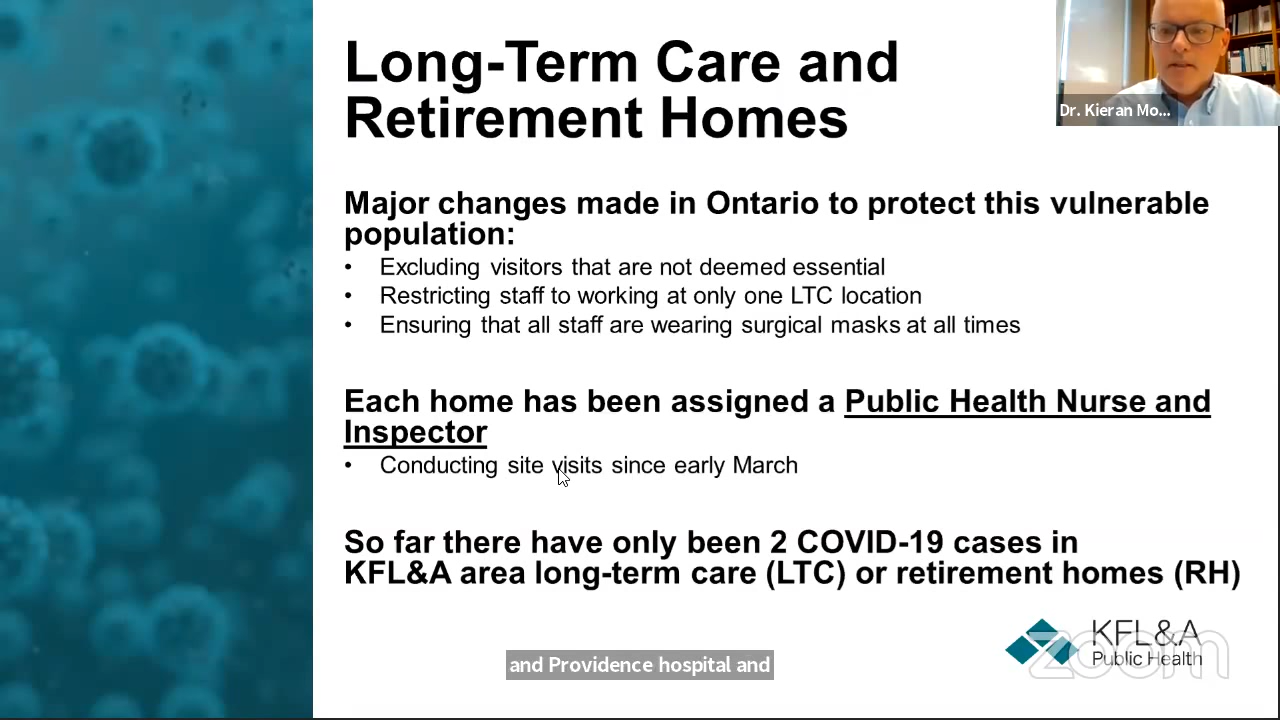 Long-Term Care and
Retirement Homes
Dr. Kieran Mo...
Major changes made in Ontario to protect this vulnerable
population:
• Excluding visitors that are not deemed essential
• Restricting staff to working at only one LTC location
• Ensuring that all staff are wearing surgical masks at all times
Each home has been assigned a Public Health Nurse and
Inspector
• Conducting site visits since early March
So far there have only been 2 COVID-19 cases in
KFL&A area long-term care (LTC) or retirement homes (RH)
KFL&A
Public Health
zoom
and Providence hospital and